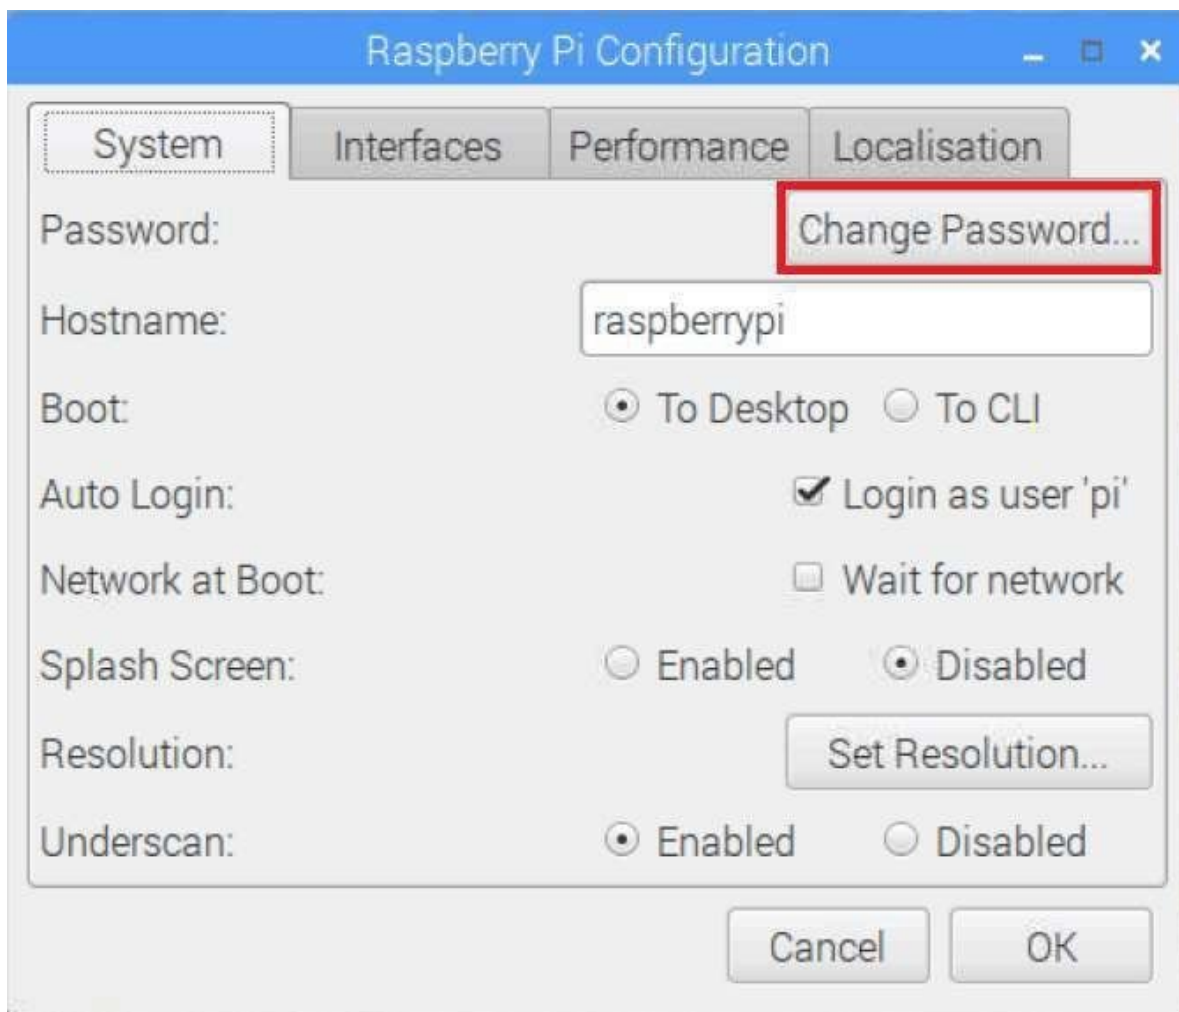 Raspberry Pi Configuration
System Interfaces Performance Localisation
Password: Change Password...
Hostname: raspberrypi
Boot: To Desktop To CLI
Auto Login: Login as user 'pi'
Network at Boot: Wait for network
Splash Screen: Enabled Disabled
Resolution: Set Resolution...
Underscan: Enabled Disabled
Cancel OK